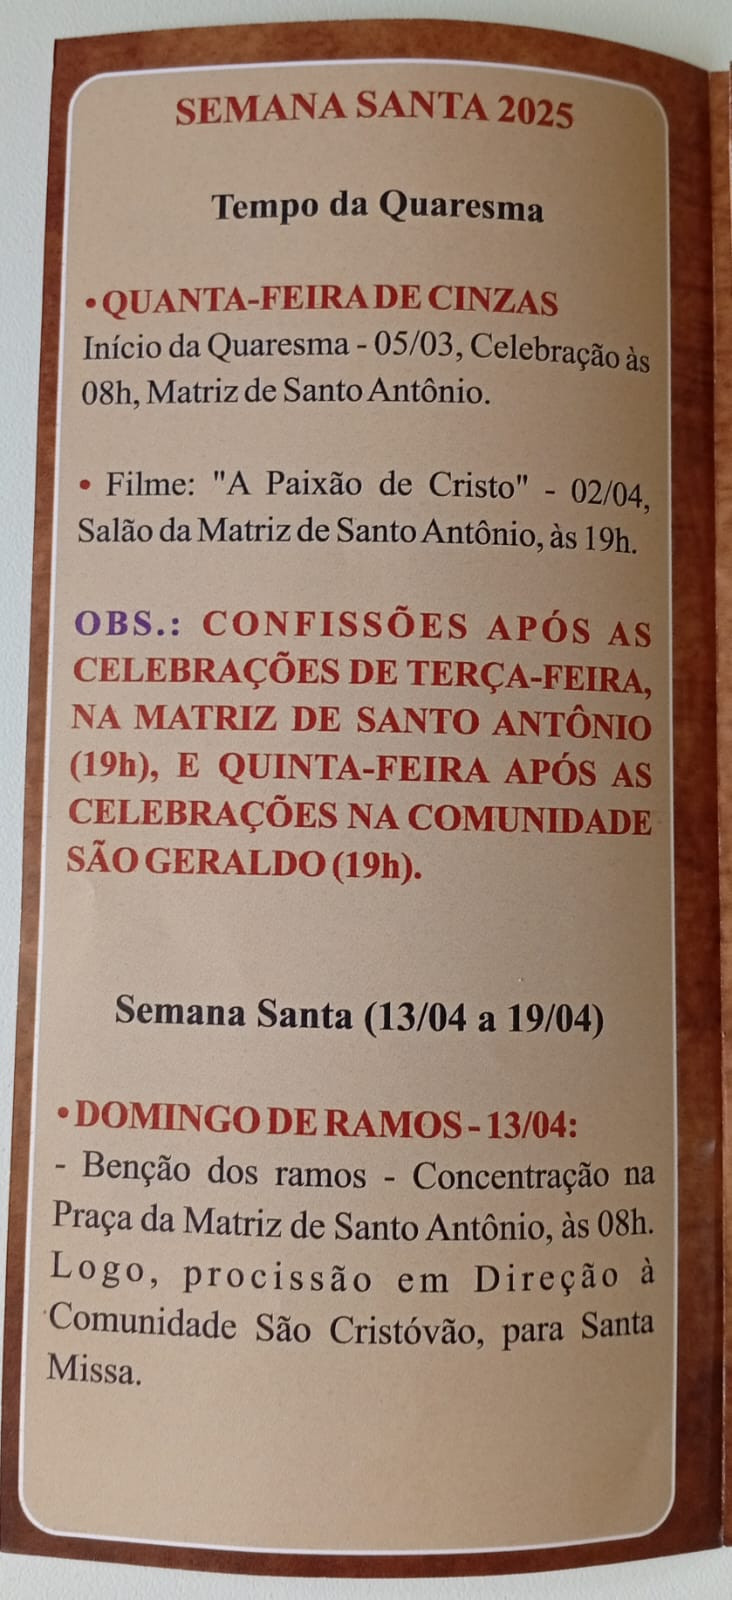 SEMANA SANTA 2025
Tempo da Quaresma
• QUANTA-FEIRA DE CINZAS
Início da Quaresma - 05/03, Celebração às
08h, Matriz de Santo Antônio.
• Filme: "A Paixão de Cristo" - 02/04,
Salão da Matriz de Santo Antônio, às 19h.
OBS.: CONFISSÕES APÓS AS
CELEBRAÇÕES DE TERÇA-FEIRA,
NA MATRIZ DE SANTO ANTÔNIO
(19h), E QUINTA-FEIRA APÓS AS
CELEBRAÇÕES NA COMUNIDADE
SÃO GERALDO (19h).
Semana Santa (13/04 a 19/04)
• DOMINGO DE RAMOS - 13/04:
- Benção dos ramos - Concentração na
Praça da Matriz de Santo Antônio, às 08h.
Logo, procissão em Direção à
Comunidade São Cristóvão, para Santa
Missa.